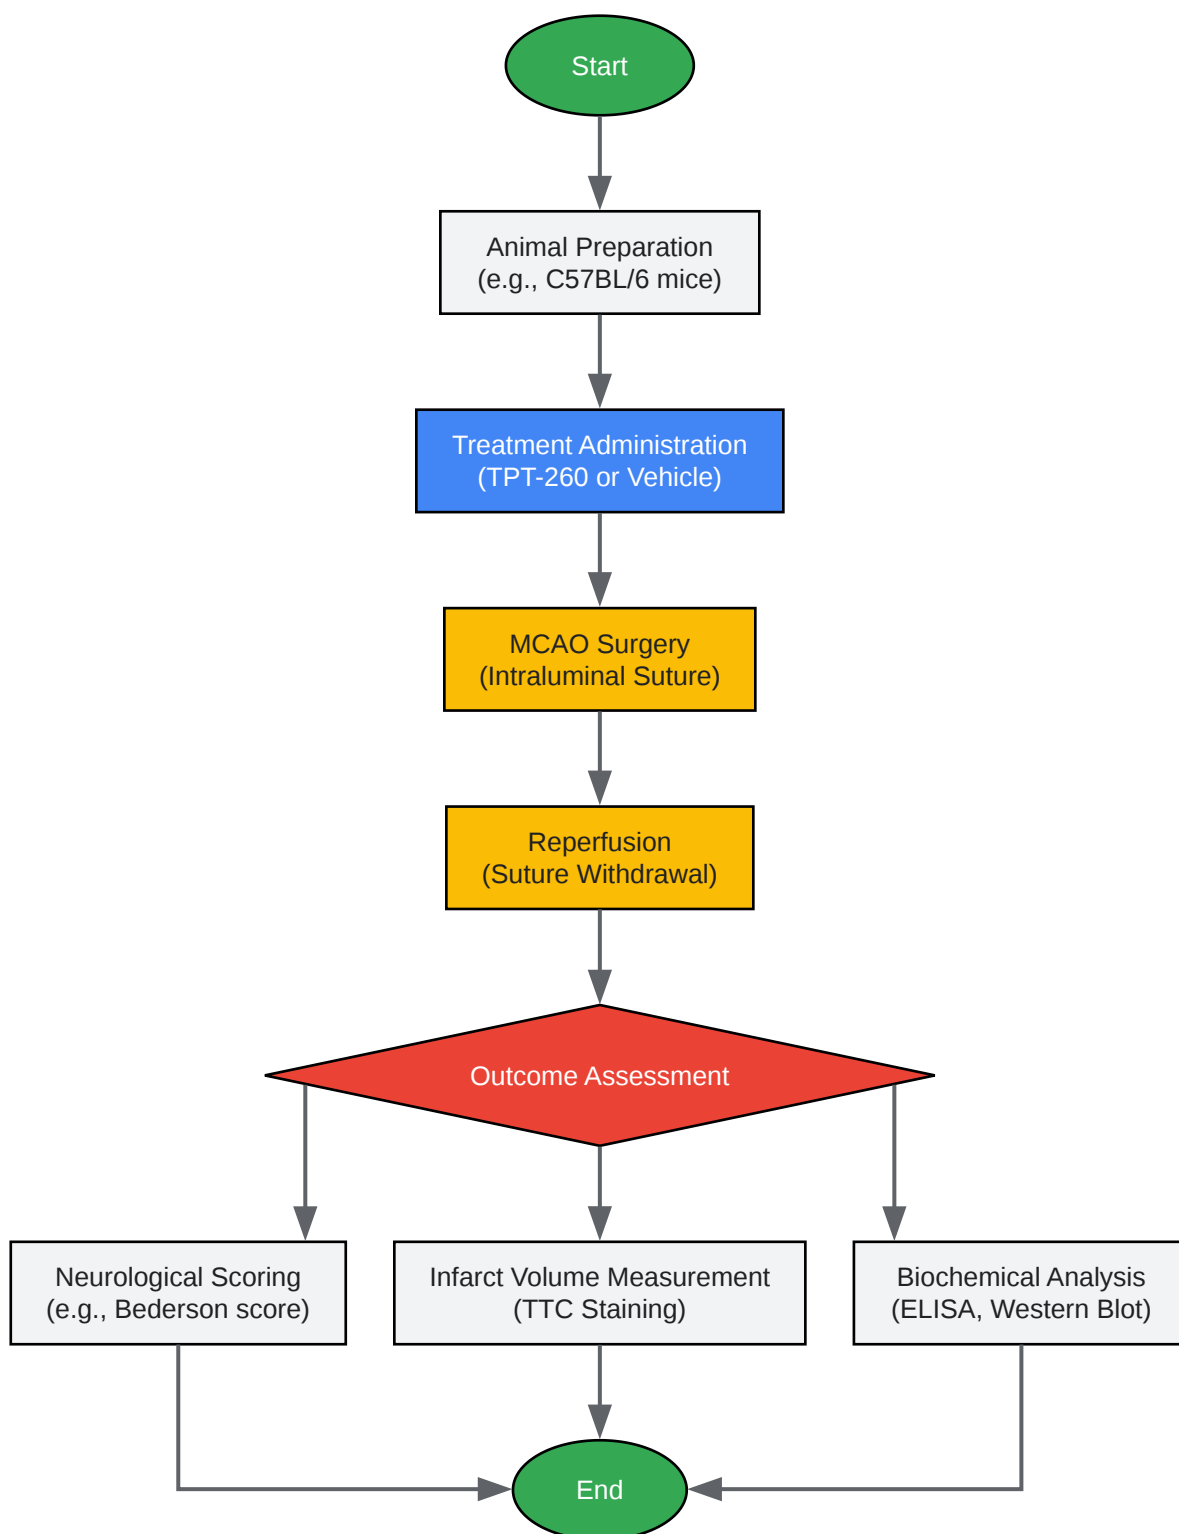 Start
Animal Preparation
(e.g., C57BL/6 mice)
Treatment Administration
(TPT-260 or Vehicle)
MCAO Surgery
(Intraluminal Suture)
Reperfusion
(Suture Withdrawal)
Outcome Assessment
Neurological Scoring
(e.g., Bederson score)
Infarct Volume Measurement
(TTC Staining)
Biochemical Analysis
(ELISA, Western Blot)
End